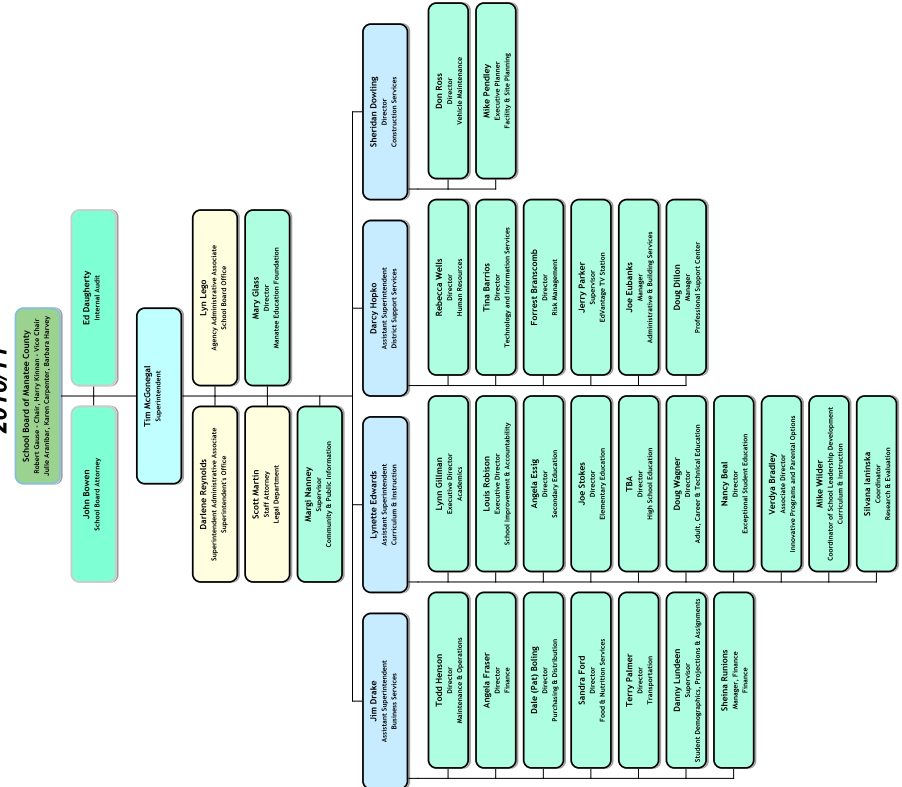 School Board of Manatee County
Robert Gause - Chair, Harry Kinnan - Vice Chair
Julie Aranibar, Karen Carpenter, Barbara Harvey
John Bowen
School Board Attorney
Ed Daugherty
Internal Audit
Tim McGonegal
Superintendent
Darlene Reynolds
Superintendent Administrative Associate
Superintendent's Office
Lyn Lego
Agency Administrative Associate
School Board Office
Scott Martin
Staff Attorney
Legal Department
Mary Glass
Director
Manatee Education Foundation
Margi Nanney
Supervisor
Community & Public Information
Jim Drake
Assistant Superintendent
Business Services
Todd Henson
Director
Maintenance & Operations
Angela Fraser
Director
Finance
Dale (Pat) Boling
Director
Purchasing & Distribution
Sandra Ford
Director
Food & Nutrition Services
Terry Palmer
Director
Transportation
Danny Lundeen
Supervisor
Student Demographics, Projections & Assignments
Sheina Runions
Manager, Finance
Finance
Lynette Edwards
Assistant Superintendent
Curriculum & Instruction
Lynn Gillman
Executive Director
Academics
Louis Robison
Executive Director
School Improvement & Accountability
Angela Essig
Director
Secondary Education
Joe Stokes
Director
Elementary Education
TBA
Director
High School Education
Doug Wagner
Director
Adult, Career & Technical Education
Nancy Beal
Director
Exceptional Student Education
Verdya Bradley
Associate Director
Innovative Programs and Parental Options
Mike Wilder
Coordinator of School Leadership Development
Curriculum & Instruction
Silvana Ianinska
Coordinator
Research & Evaluation
Darcy Hopko
Assistant Superintendent
District Support Services
Rebecca Wells
Director
Human Resources
Tina Barrios
Director
Technology and Information Services
Forrest Branscomb
Director
Risk Management
Jerry Parker
Supervisor
EdVantage TV Station
Joe Eubanks
Manager
Administrative & Building Services
Doug Dillon
Manager
Professional Support Center
Sheridan Dowling
Director
Construction Services
Don Ross
Director
Vehicle Maintenance
Mike Pendley
Executive Planner
Facility & Site Planning